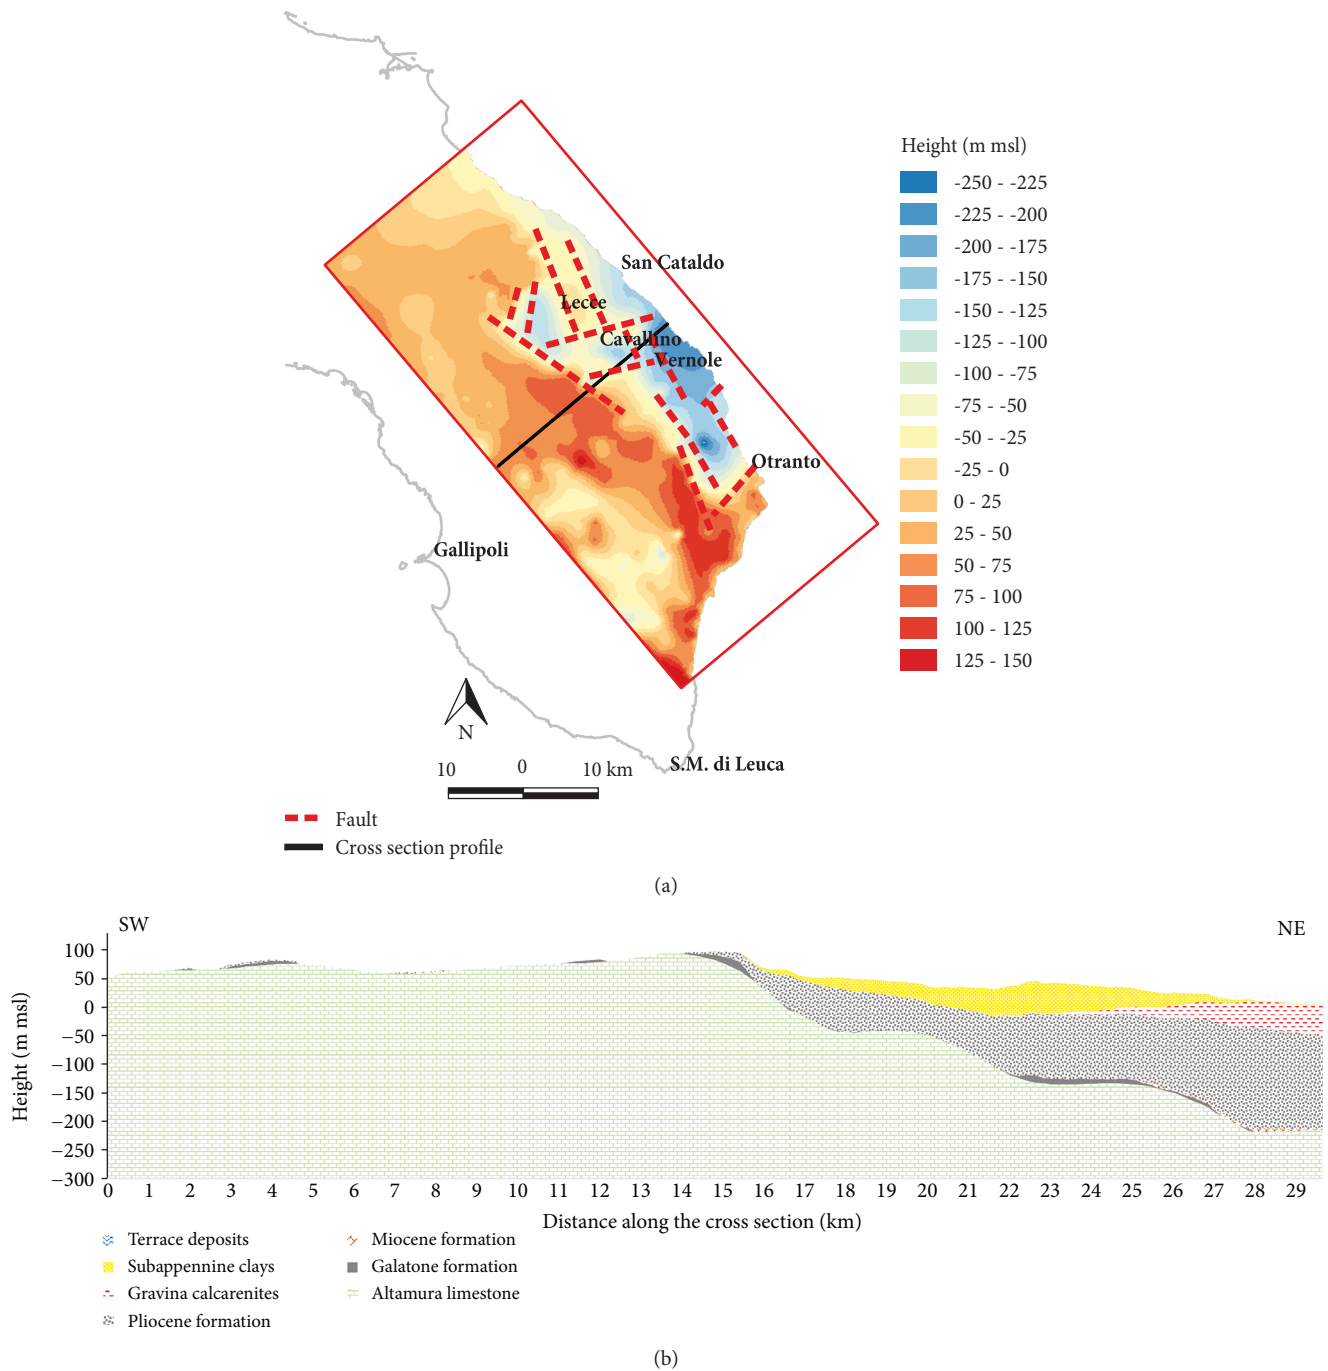 Height (m msl)
-250 - -225
-225 - -200
-200 - -175
-175 - -150
-150 - -125
-125 - -100
-100 - -75
-75 - -50
-50 - -25
-25 - 0
0 - 25
25 - 50
50 - 75
75 - 100
100 - 125
125 - 150
San Cataldo
Lecce
Cavallino
Vernole
Otranto
Gallipoli
N
S.M. di Leuca
10 0 10 km
Fault
Cross section profile
(a)
SW NE
Height (m msl)
100
50
0
−50
−100
−150
−200
−250
−300
0 1 2 3 4 5 6 7 8 9 10 11 12 13 14 15 16 17 18 19 20 21 22 23 24 25 26 27 28 29
Distance along the cross section (km)
Terrace deposits
Subappennine clays
Gravina calcarenites
Pliocene formation
Miocene formation
Galatone formation
Altamura limestone
(b)